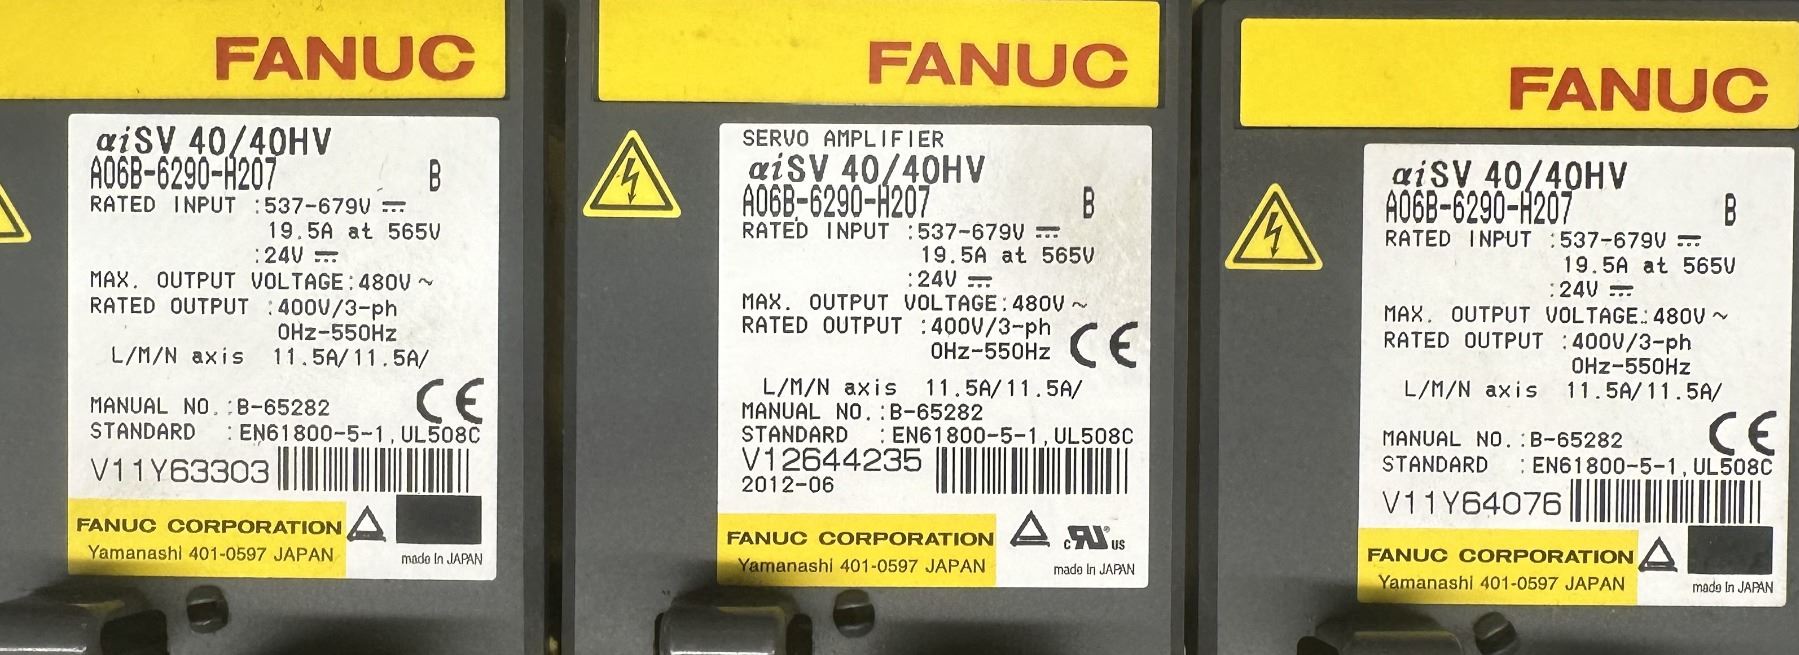 FANUC
αiSV 40/40HV
A06B-6290-H207 B
RATED INPUT :537-679V ⎓
19.5A at 565V
:24V ⎓
MAX. OUTPUT VOLTAGE:480V ~
RATED OUTPUT :400V/3-ph
0Hz-550Hz
L/M/N axis 11.5A/11.5A/
CE
MANUAL NO.:B-65282
STANDARD :EN61800-5-1,UL508C
V11Y63303
FANUC CORPORATION
Yamanashi 401-0597 JAPAN
made in JAPAN
FANUC
SERVO AMPLIFIER
αiSV 40/40HV
A06B-6290-H207 B
RATED INPUT :537-679V ⎓
19.5A at 565V
:24V ⎓
MAX. OUTPUT VOLTAGE:480V ~
RATED OUTPUT :400V/3-ph
0Hz-550Hz
CE
L/M/N axis 11.5A/11.5A/
MANUAL NO.:B-65282
STANDARD :EN61800-5-1,UL508C
V12644235
2012-06
FANUC CORPORATION
Yamanashi 401-0597 JAPAN
c RU US
made in JAPAN
FANUC
αiSV 40/40HV
A06B-6290-H207 B
RATED INPUT :537-679V ⎓
19.5A at 565V
:24V ⎓
MAX. OUTPUT VOLTAGE:480V ~
RATED OUTPUT :400V/3-ph
0Hz-550Hz
L/M/N axis 11.5A/11.5A/
CE
MANUAL NO.:B-65282
STANDARD :EN61800-5-1,UL508C
V11Y64076
FANUC CORPORATION
Yamanashi 401-0597 JAPAN
made in JAPAN